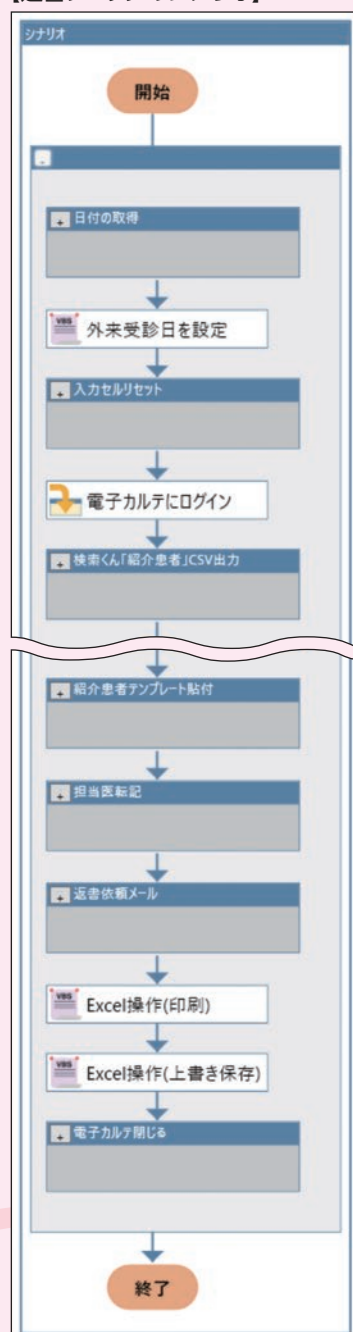 シナリオ
開始
日付の取得
VBS
外来受診日を設定
入力セルリセット
電子カルテにログイン
検索くん「紹介患者」CSV出力
紹介患者テンプレート貼付
担当医転記
返書依頼メール
VBS
Excel操作(印刷)
VBS
Excel操作(上書き保存)
電子カルテ閉じる
終了